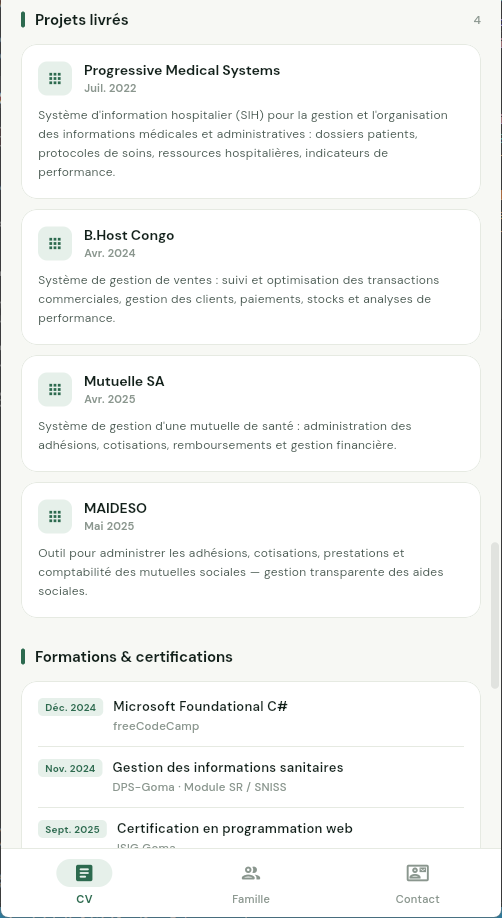 Projets livrés
4
Progressive Medical Systems
Juil. 2022
Système d'information hospitalier (SIH) pour la gestion et l'organisation
des informations médicales et administratives : dossiers patients,
protocoles de soins, ressources hospitalières, indicateurs de
performance.
B.Host Congo
Avr. 2024
Système de gestion de ventes : suivi et optimisation des transactions
commerciales, gestion des clients, paiements, stocks et analyses de
performance.
Mutuelle SA
Avr. 2025
Système de gestion d'une mutuelle de santé : administration des
adhésions, cotisations, remboursements et gestion financière.
MAIDESO
Mai 2025
Outil pour administrer les adhésions, cotisations, prestations et
comptabilité des mutuelles sociales — gestion transparente des aides
sociales.
Formations & certifications
Déc. 2024
Microsoft Foundational C#
freeCodeCamp
Nov. 2024
Gestion des informations sanitaires
DPS-Goma · Module SR / SNISS
Sept. 2025
Certification en programmation web
ISIG Goma
CV
Famille
Contact